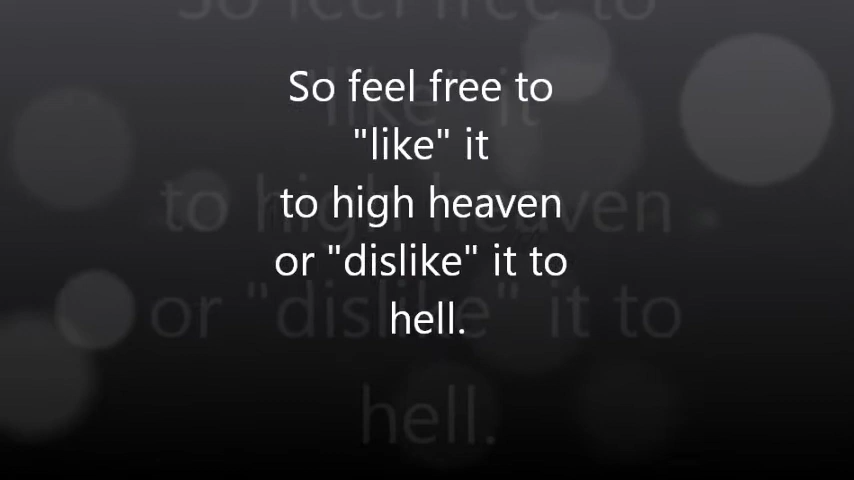 So feel free to
"like" it
to high heaven
or "dislike" it to
hell.